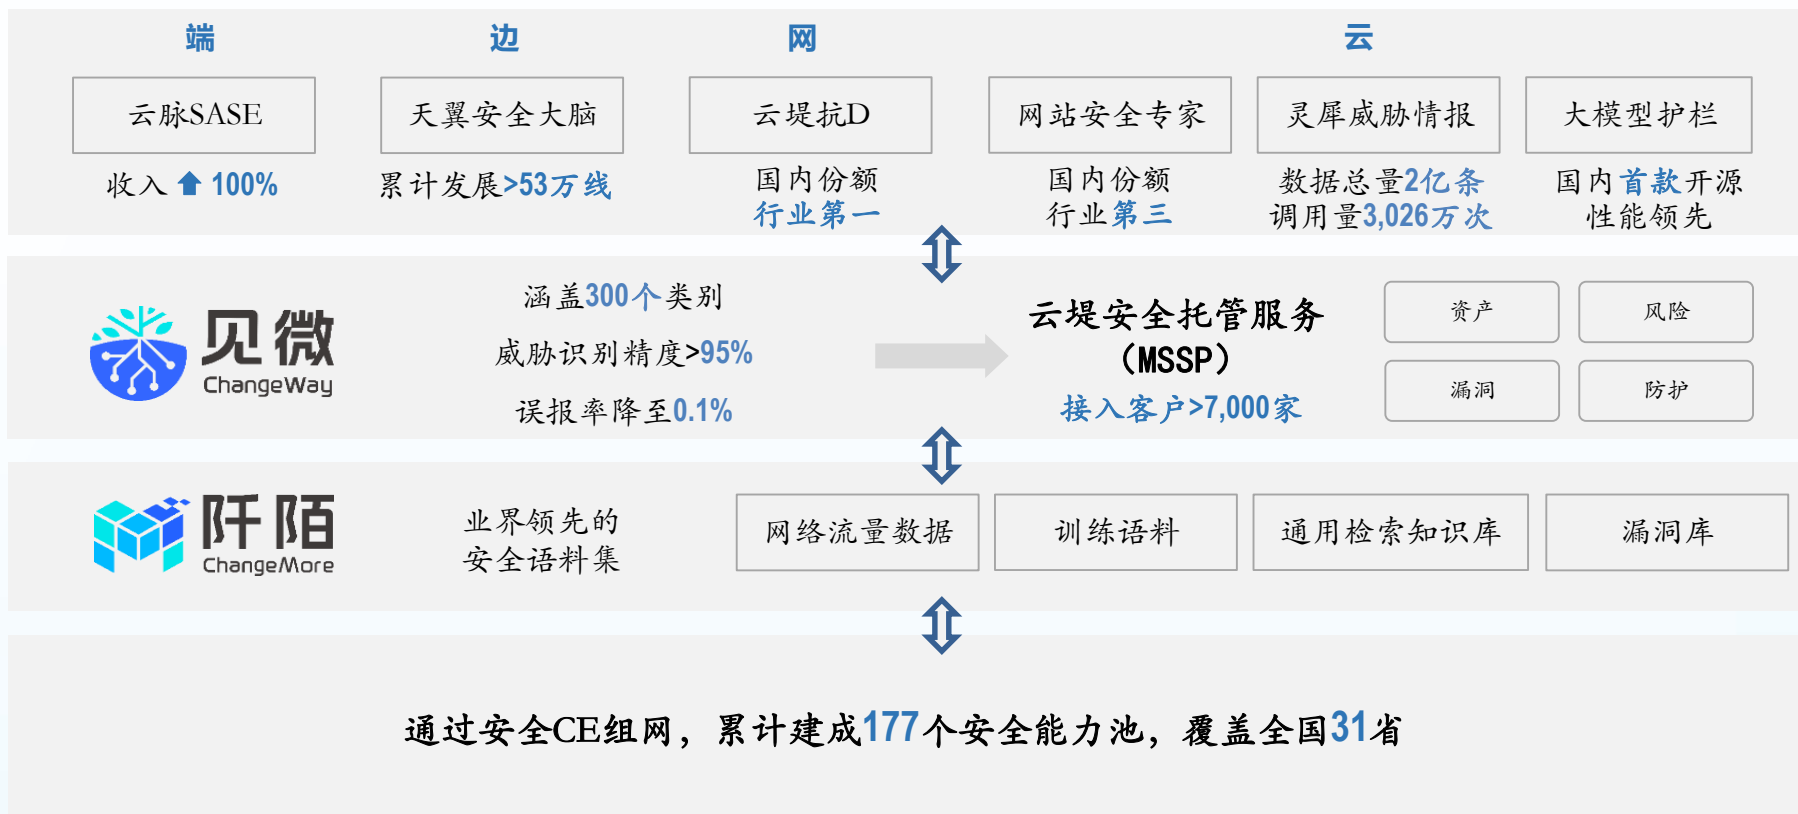 端
边
网
云
云脉SASE
天翼安全大脑
云堤抗D
网站安全专家
灵犀威胁情报
大模型护栏
收入 100%
累计发展>53万线
国内份额
行业第一
国内份额
行业第三
数据总量2亿条
调用量3,026万次
国内首款开源
性能领先
见微
ChangeWay
涵盖300个类别
威胁识别精度>95%
误报率降至0.1%
云堤安全托管服务
（MSSP）
接入客户>7,000家
资产
风险
漏洞
防护
阡陌
ChangeMore
业界领先的
安全语料集
网络流量数据
训练语料
通用检索知识库
漏洞库
通过安全CE组网，累计建成177个安全能力池，覆盖全国31省